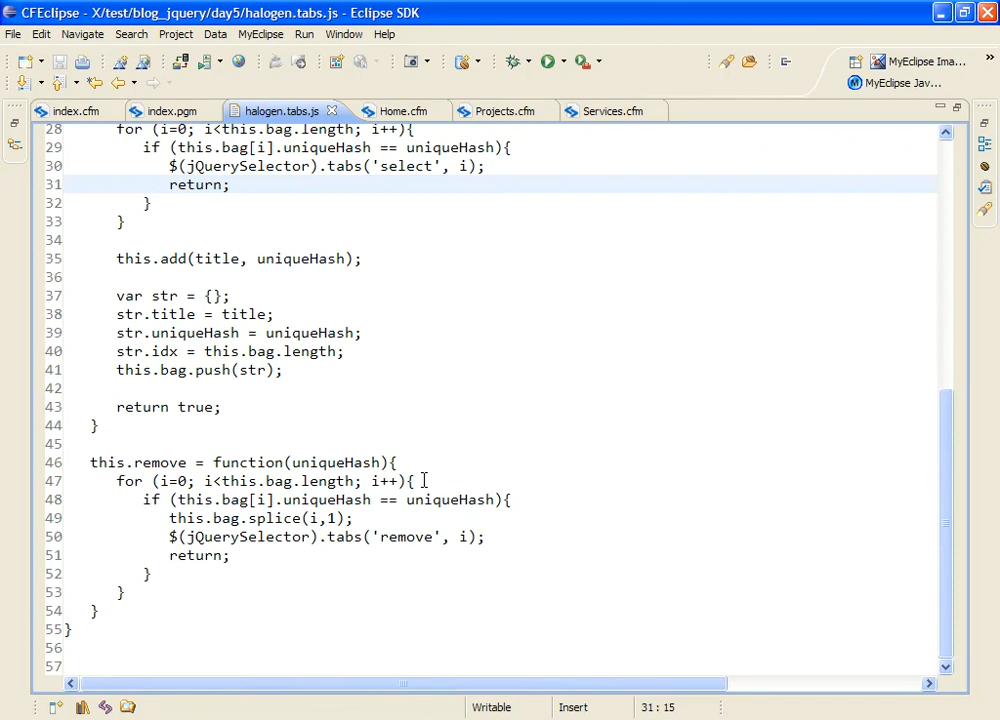 CFEclipse - X/test/blog_jquery/day5/halogen.tabs.js - Eclipse SDK
File Edit Navigate Search Project Data MyEclipse Run Window Help
MyEclipse Ima...
»
MyEclipse Jav...
index.cfm index.pgm halogen.tabs.js Home.cfm Projects.cfm Services.cfm
28 for (i=0; i<this.bag.length; i++){
29 if (this.bag[i].uniqueHash == uniqueHash){
30 $(jQuerySelector).tabs('select', i);
31 return;
32 }
33 }
34
35 this.add(title, uniqueHash);
36
37 var str = {};
38 str.title = title;
39 str.uniqueHash = uniqueHash;
40 str.idx = this.bag.length;
41 this.bag.push(str);
42
43 return true;
44 }
45
46 this.remove = function(uniqueHash){
47 for (i=0; i<this.bag.length; i++){
48 if (this.bag[i].uniqueHash == uniqueHash){
49 this.bag.splice(i,1);
50 $(jQuerySelector).tabs('remove', i);
51 return;
52 }
53 }
54 }
55 }
56
57
Writable Insert 31 : 15